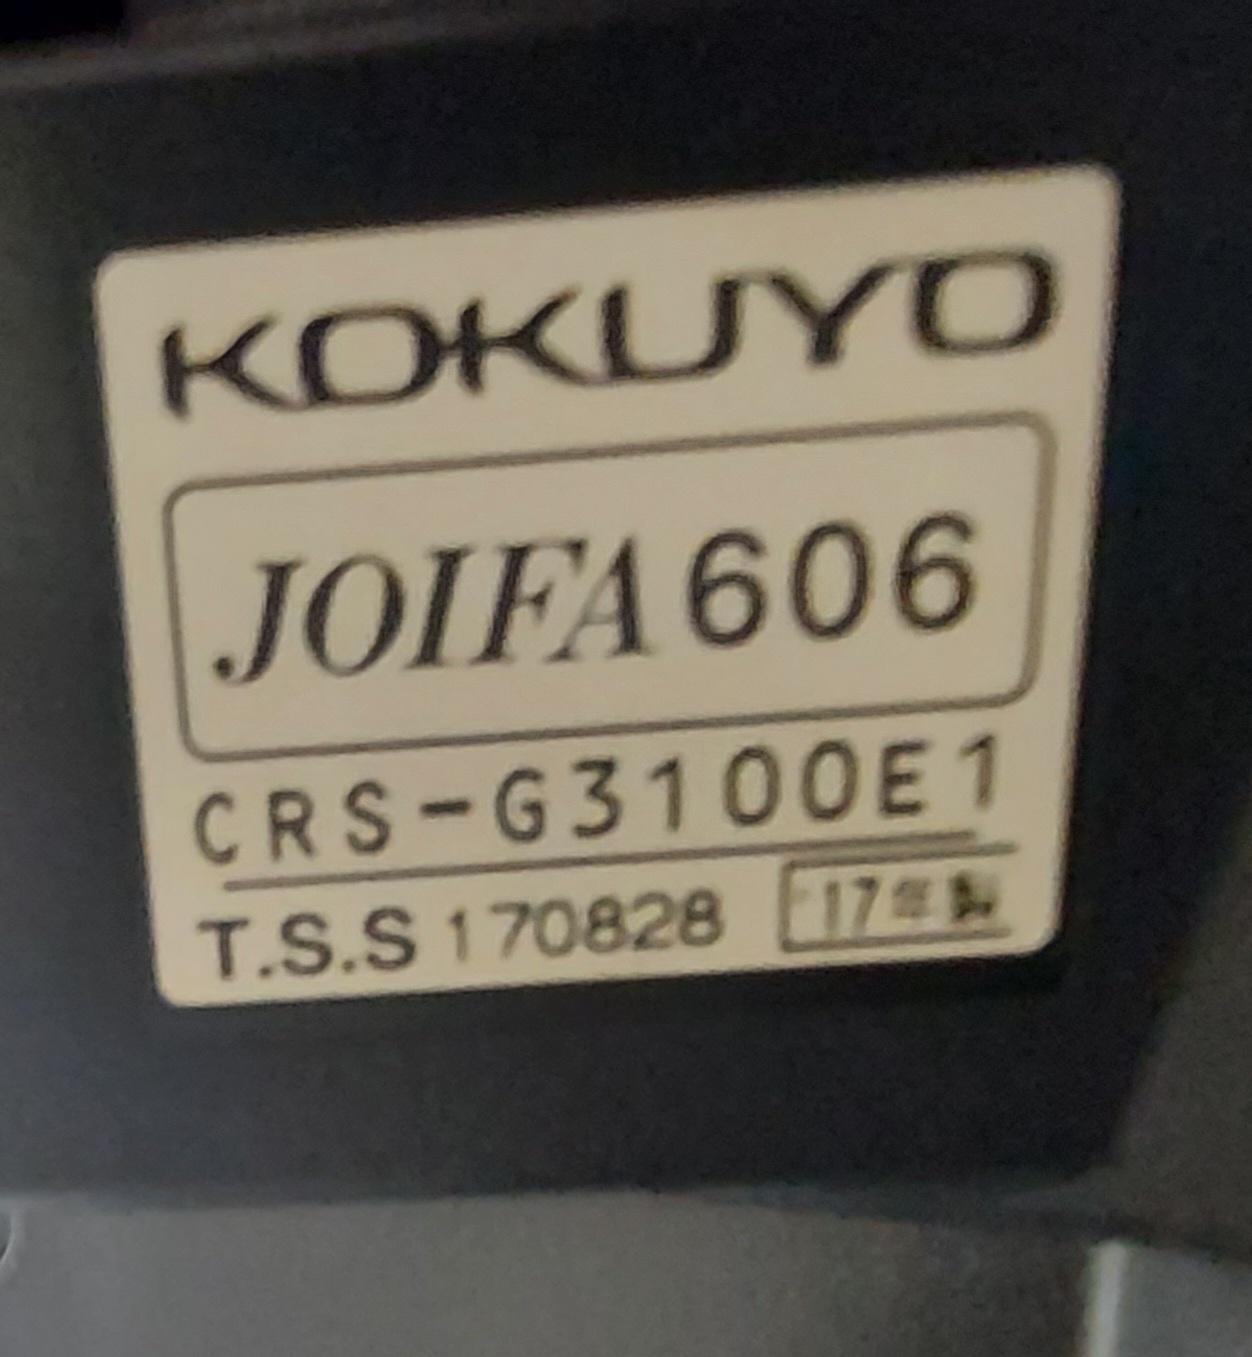 KOKUYO
JOIFA 606
CRS-G3100E1
T.S.S 170828 17年製